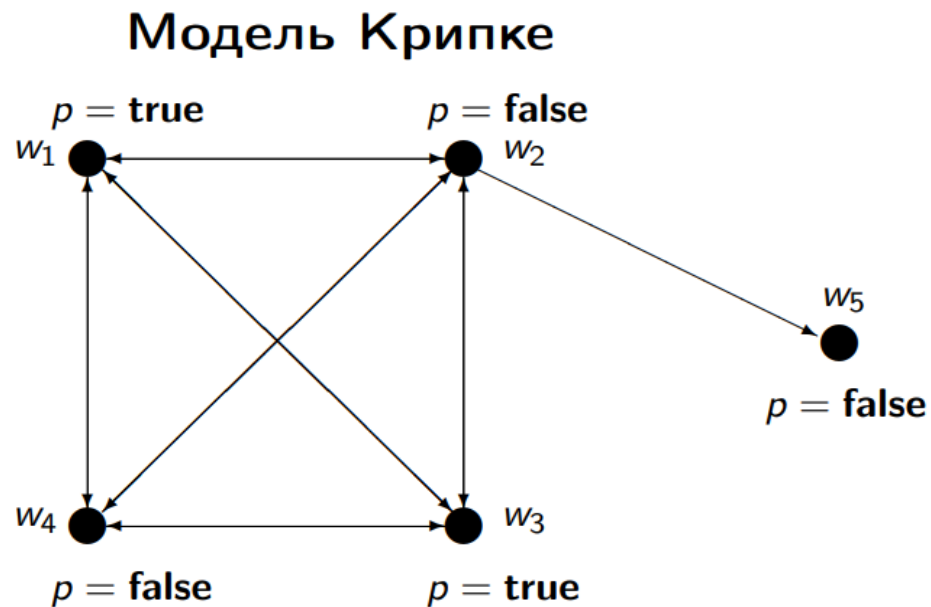 Модель Крипке
p = true
p = false
w1
w2
w5
p = false
w4
w3
p = false
p = true